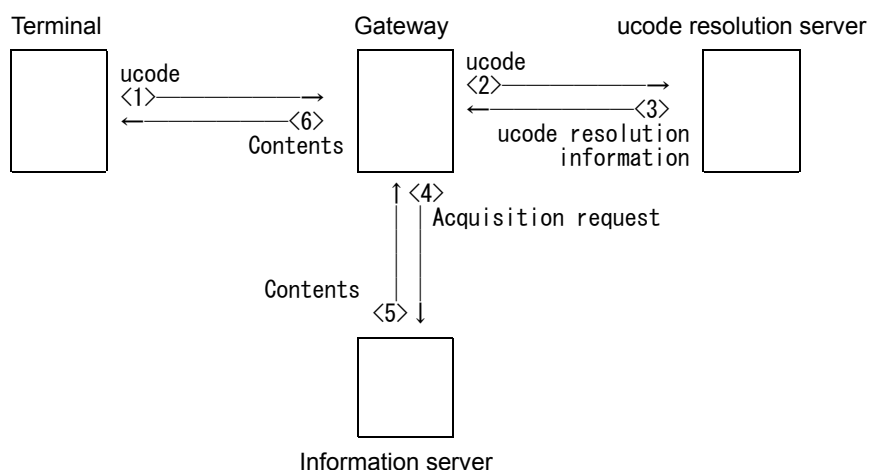 Terminal
Gateway
ucode resolution server
ucode
<1>
<6>
Contents
ucode
<2>
<3>
ucode resolution
information
<4>
Acquisition request
Contents
<5>
Information server